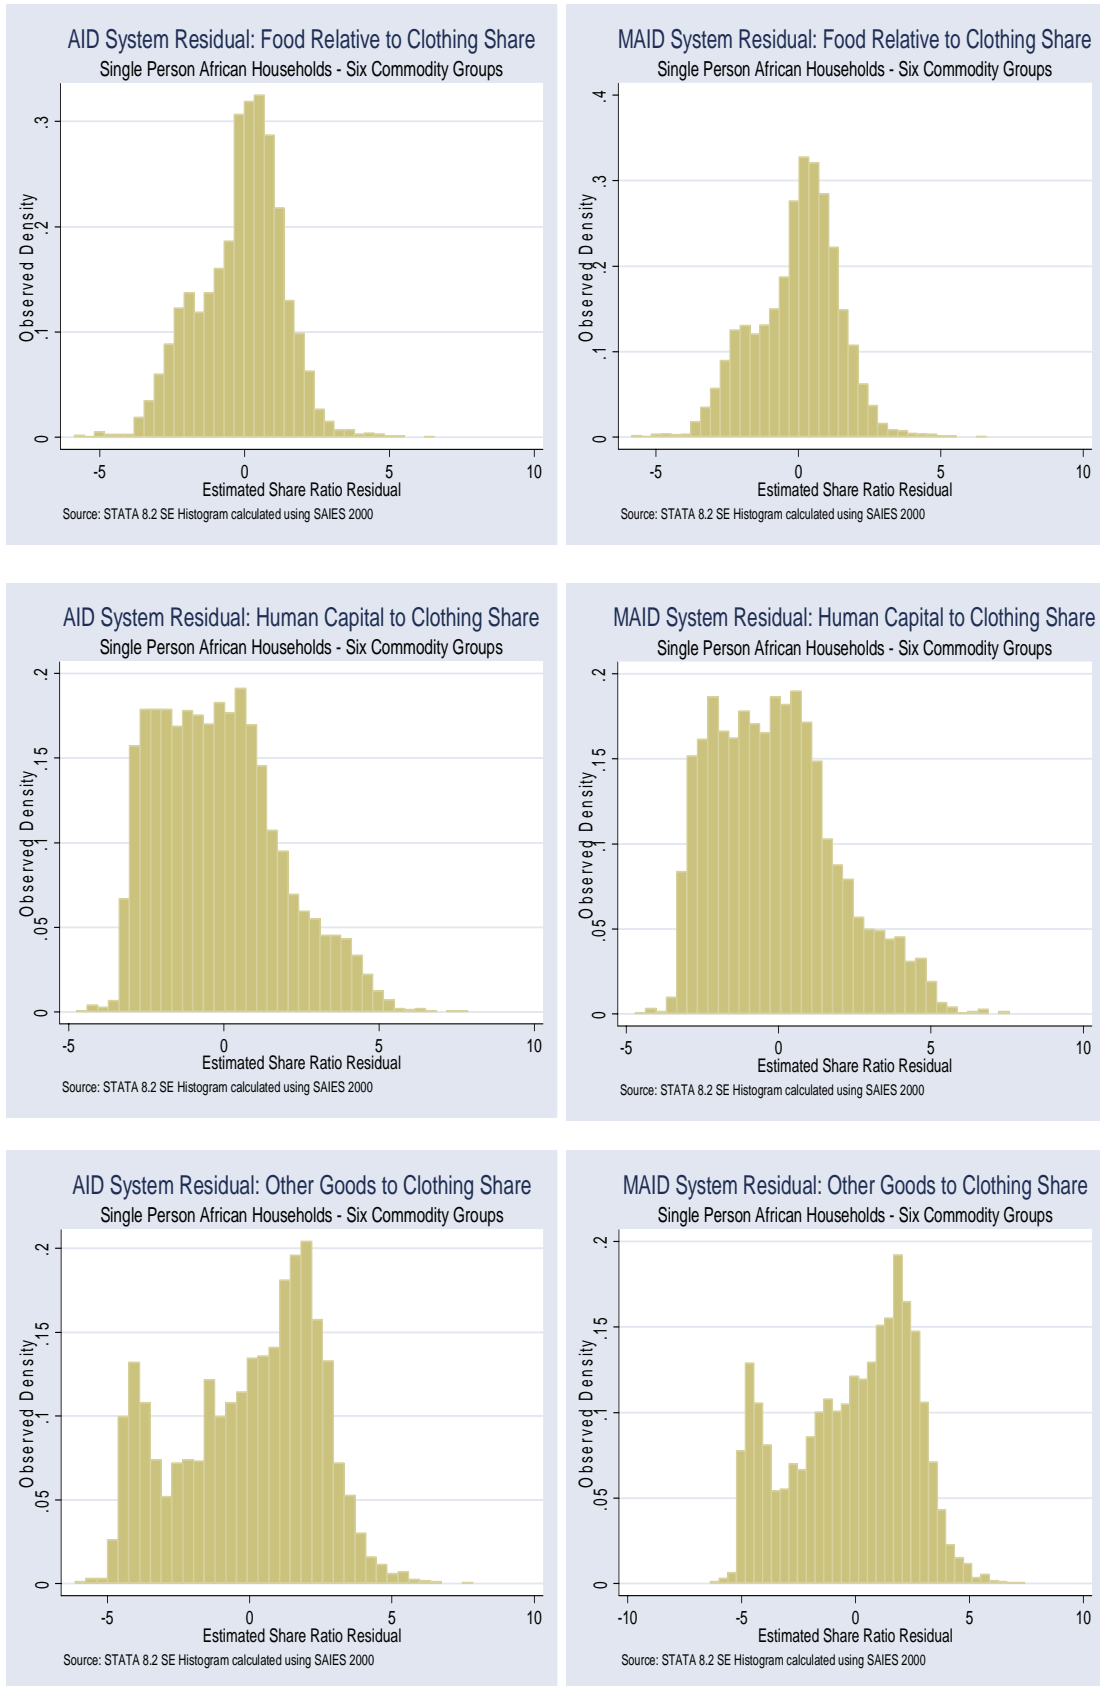 AID System Residual: Food Relative to Clothing Share
Single Person African Households - Six Commodity Groups
Observed Density
0 .1 .2 .3
-5 0 5 10
Estimated Share Ratio Residual
Source: STATA 8.2 SE Histogram calculated using SAIES 2000
MAID System Residual: Food Relative to Clothing Share
Single Person African Households - Six Commodity Groups
Observed Density
0 .1 .2 .3 .4
-5 0 5 10
Estimated Share Ratio Residual
Source: STATA 8.2 SE Histogram calculated using SAIES 2000
AID System Residual: Human Capital to Clothing Share
Single Person African Households - Six Commodity Groups
Observed Density
0 .05 .1 .15 .2
-5 0 5 10
Estimated Share Ratio Residual
Source: STATA 8.2 SE Histogram calculated using SAIES 2000
MAID System Residual: Human Capital to Clothing Share
Single Person African Households - Six Commodity Groups
Observed Density
0 .05 .1 .15 .2
-5 0 5 10
Estimated Share Ratio Residual
Source: STATA 8.2 SE Histogram calculated using SAIES 2000
AID System Residual: Other Goods to Clothing Share
Single Person African Households - Six Commodity Groups
Observed Density
0 .05 .1 .15 .2
-5 0 5 10
Estimated Share Ratio Residual
Source: STATA 8.2 SE Histogram calculated using SAIES 2000
MAID System Residual: Other Goods to Clothing Share
Single Person African Households - Six Commodity Groups
Observed Density
0 .05 .1 .15 .2
-10 -5 0 5 10
Estimated Share Ratio Residual
Source: STATA 8.2 SE Histogram calculated using SAIES 2000